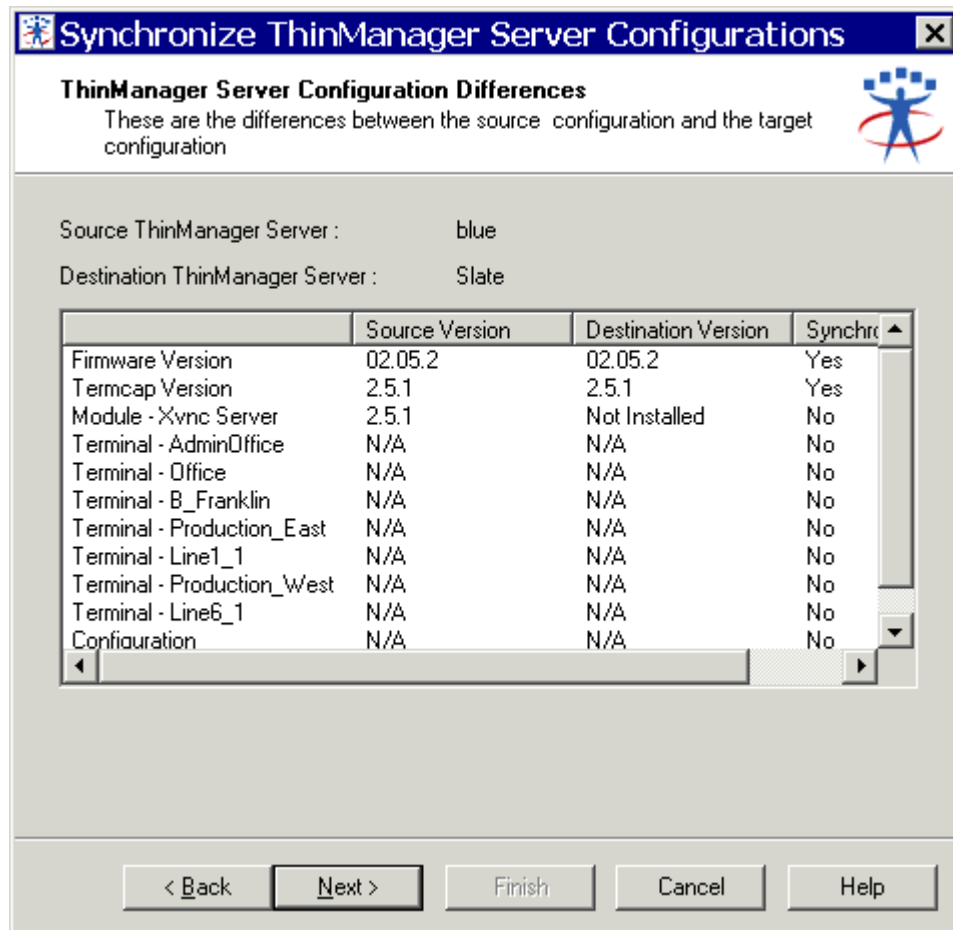 Synchronize ThinManager Server Configurations
ThinManager Server Configuration Differences
These are the differences between the source configuration and the target
configuration
Source ThinManager Server : blue
Destination ThinManager Server : Slate
Source Version Destination Version Synchro
Firmware Version 02.05.2 02.05.2 Yes
Termcap Version 2.5.1 2.5.1 Yes
Module - Xvnc Server 2.5.1 Not Installed No
Terminal - AdminOffice N/A N/A No
Terminal - Office N/A N/A No
Terminal - B_Franklin N/A N/A No
Terminal - Production_East N/A N/A No
Terminal - Line1_1 N/A N/A No
Terminal - Production_West N/A N/A No
Terminal - Line6_1 N/A N/A No
Configuration N/A N/A No
< Back Next > Finish Cancel Help